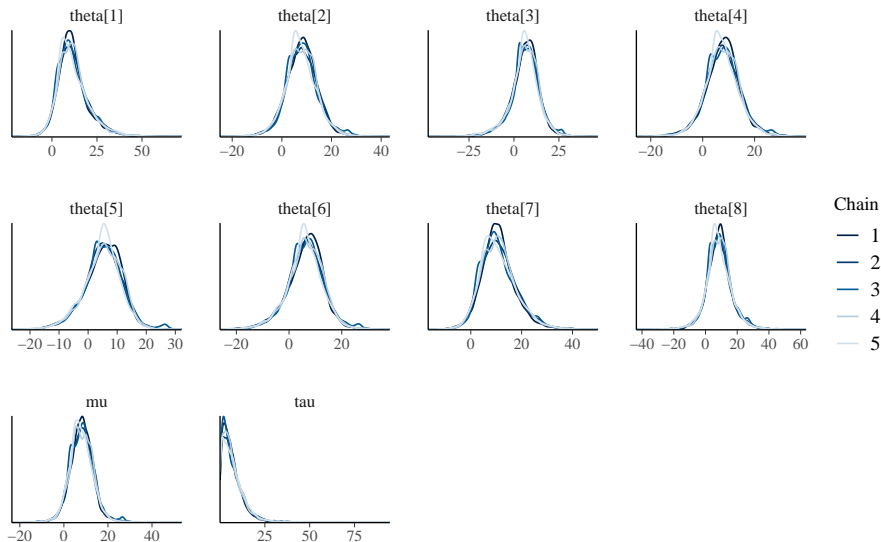 theta[1] theta[2] theta[3] theta[4]
0 25 50 −20 0 20 40 −25 0 25 −20 0 20
theta[5] theta[6] theta[7] theta[8]
−20 −10 0 10 20 30 −20 0 20 0 20 40 −40 −20 0 20 40 60
mu tau
−20 0 20 40 25 50 75
Chain
1
2
3
4
5